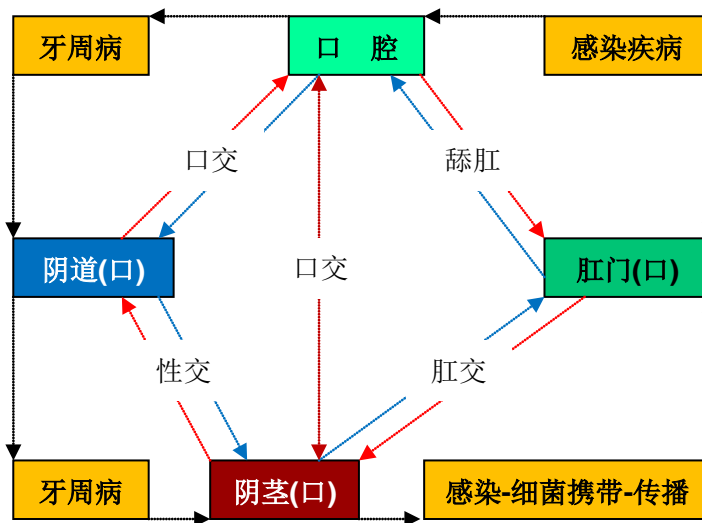 牙周病
口 腔
感染疾病
口交
舔肛
阴道(口)
口交
肛门(口)
性交
肛交
牙周病
阴茎(口)
感染-细菌携带-传播